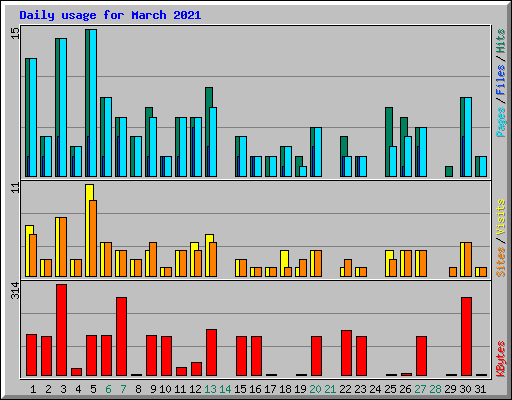 Daily usage for March 2021
15
11
314
Pages / Files / Hits
Sites / Visits
KBytes
1 2 3 4 5 6 7 8 9 10 11 12 13 14 15 16 17 18 19 20 21 22 23 24 25 26 27 28 29 30 31